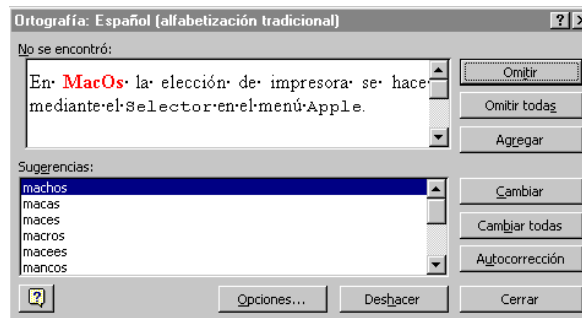 Ortografía: Español (alfabetización tradicional)
No se encontró:
En· MacOs· la· elección· de· impresora· se· hace·
mediante·el·Selector·en·el·menú·Apple.
Omitir
Omitir todas
Agregar
Sugerencias:
machos
macas
maces
macros
macees
mancos
Cambiar
Cambiar todas
Autocorrección
Opciones...
Deshacer
Cerrar